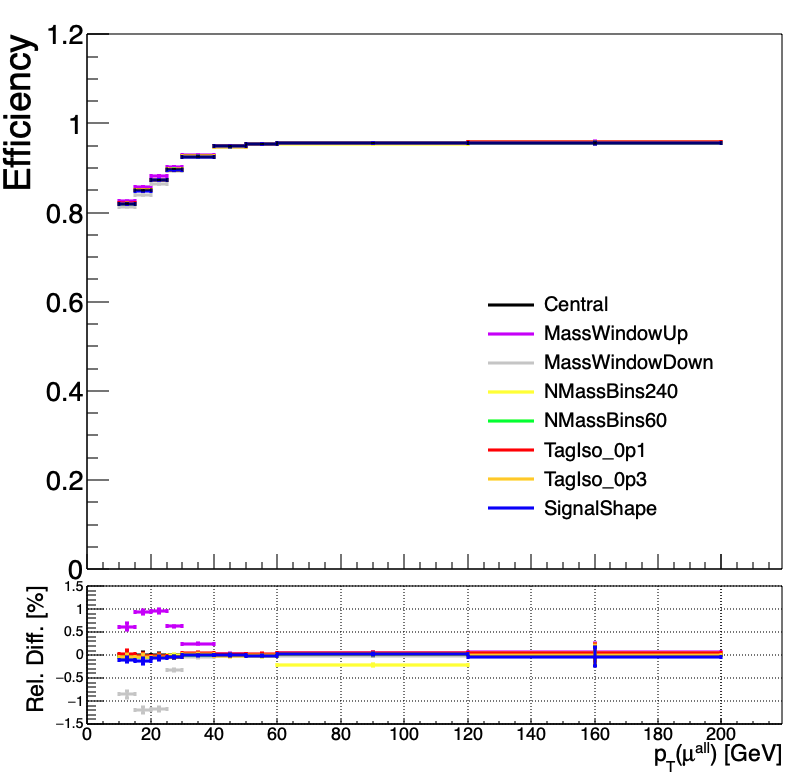 Efficiency
1.2
1
0.8
0.6
0.4
0.2
0
Central
MassWindowUp
MassWindowDown
NMassBins240
NMassBins60
TagIso_0p1
TagIso_0p3
SignalShape
Rel. Diff. [%]
1.5
1
0.5
0
−0.5
−1
−1.5
0 20 40 60 80 100 120 140 160 180 200
pT(μall) [GeV]